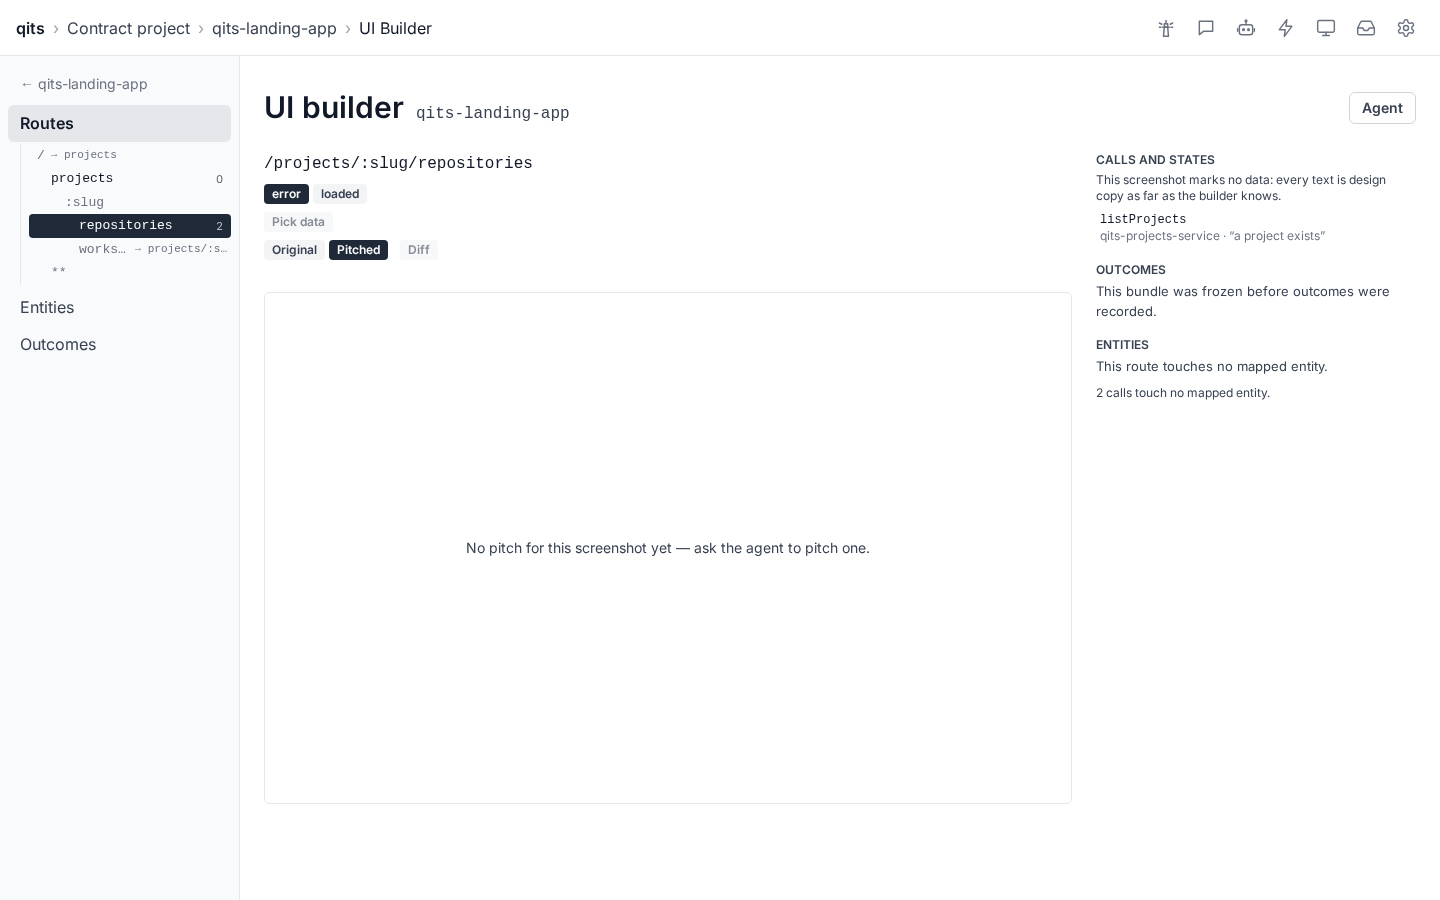 qits › Contract project › qits-landing-app › UI Builder
← qits-landing-app
Routes
/ → projects
projects 0
:slug
repositories 2
works… → projects/:s…
**
Entities
Outcomes
UI builder qits-landing-app
Agent
/projects/:slug/repositories
error loaded
Pick data
Original Pitched Diff
No pitch for this screenshot yet — ask the agent to pitch one.
CALLS AND STATES
This screenshot marks no data: every text is design
copy as far as the builder knows.
listProjects
qits-projects-service · “a project exists”
OUTCOMES
This bundle was frozen before outcomes were
recorded.
ENTITIES
This route touches no mapped entity.
2 calls touch no mapped entity.